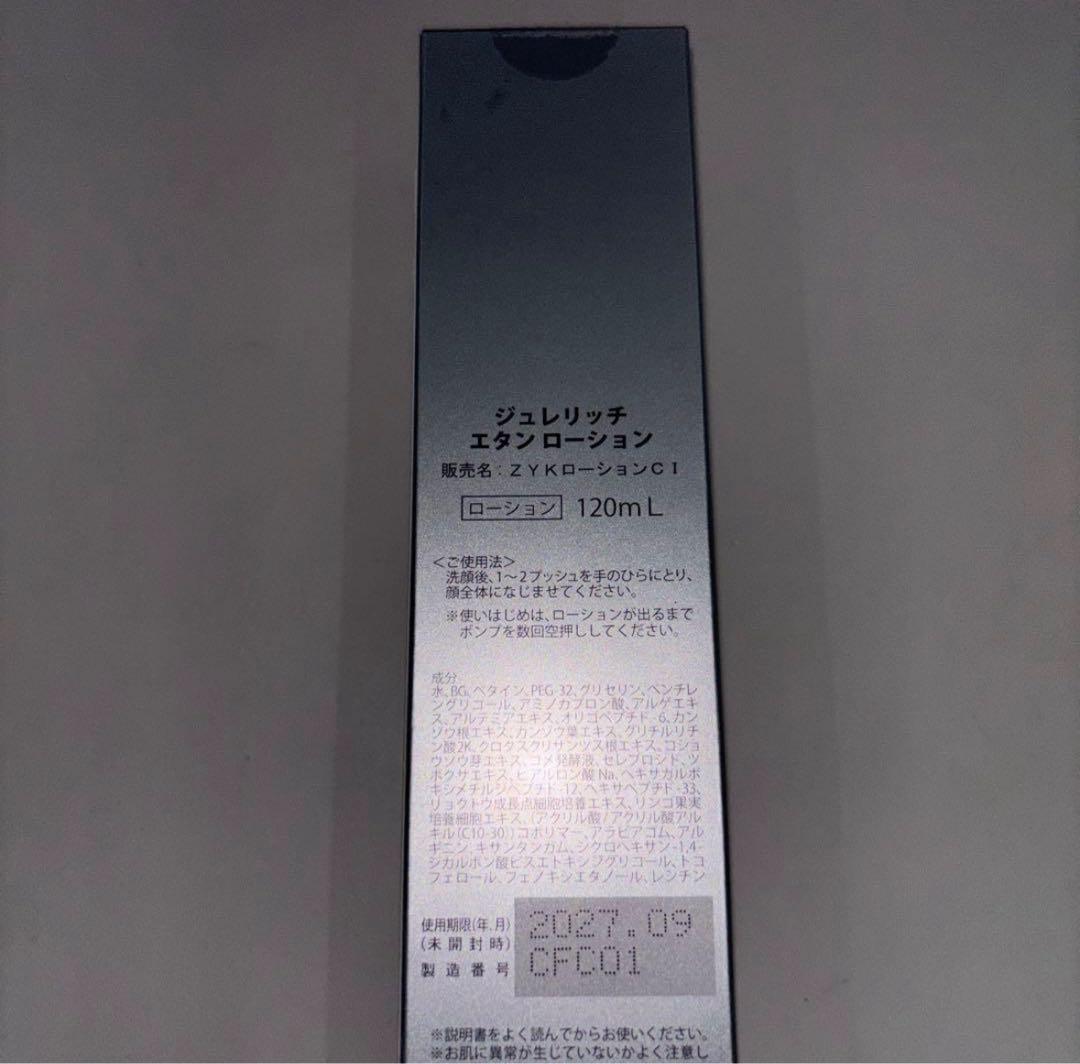 ジュレリッチ
エタン ローション
販売名：ZYKローションCI
ローション 120mL
＜ご使用法＞
洗顔後、1～2プッシュを手のひらにとり、
顔全体になじませてください。
※使いはじめは、ローションが出るまで
ポンプを数回空押ししてください。
成分
水、BG、ベタイン、PEG-32、グリセリン、ペンチレ
ングリコール、アミノカプロン酸、アルゲエキ
ス、アルテミアエキス、オリゴペプチド-6、カン
ゾウ根エキス、カンゾウ葉エキス、グリチルリチ
ン酸2K、クロタスクリサンツス根エキス、コショ
ウソウ芽エキス、コメ発酵液、セレブロシド、ツ
ボクサエキス、ヒアルロン酸Na、ヘキサカルボ
キシメチルジペプチド-12、ヘキサペプチド-33、
リョクトウ成長点細胞培養エキス、リンゴ果実
培養細胞エキス、(アクリル酸/アクリル酸アル
キル(C10-30))コポリマー、アラビアゴム、アル
ギニン、キサンタンガム、シクロヘキサン-1,4-
ジカルボン酸ビスエトキシジグリコール、トコ
フェロール、フェノキシエタノール、レシチン
使用期限(年.月) 2027.09
(未開封時)
製造番号 CFC01
※説明書をよく読んでからお使いください。
※お肌に異常が生じていないかよく注意し